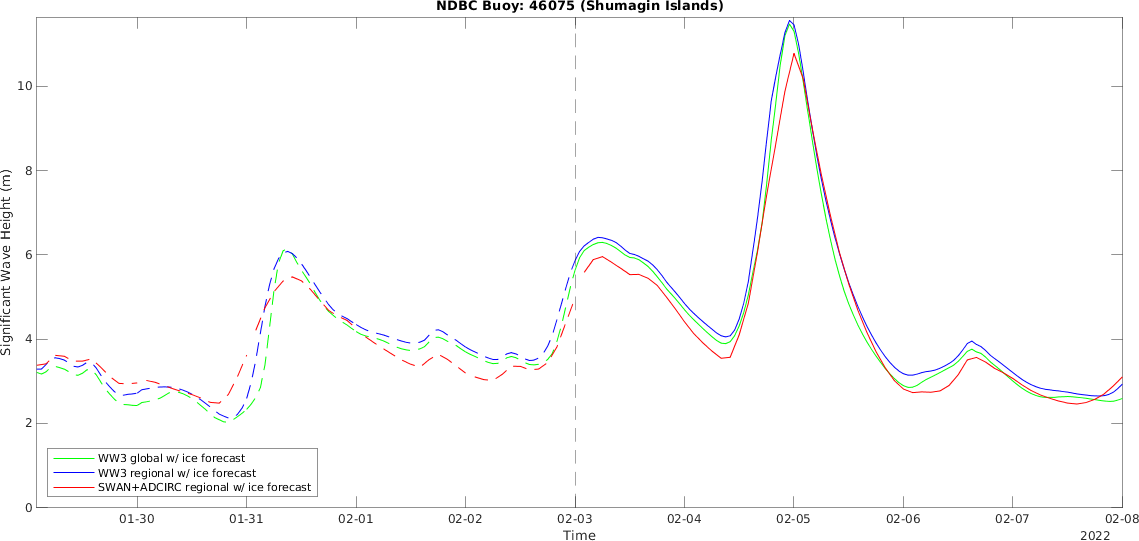 NDBC Buoy: 46075 (Shumagin Islands)
Significant Wave Height (m)
10
8
6
4
2
0
WW3 global w/ ice forecast
WW3 regional w/ ice forecast
SWAN+ADCIRC regional w/ ice forecast
01-30 01-31 02-01 02-02 02-03 02-04 02-05 02-06 02-07 02-08
Time
2022